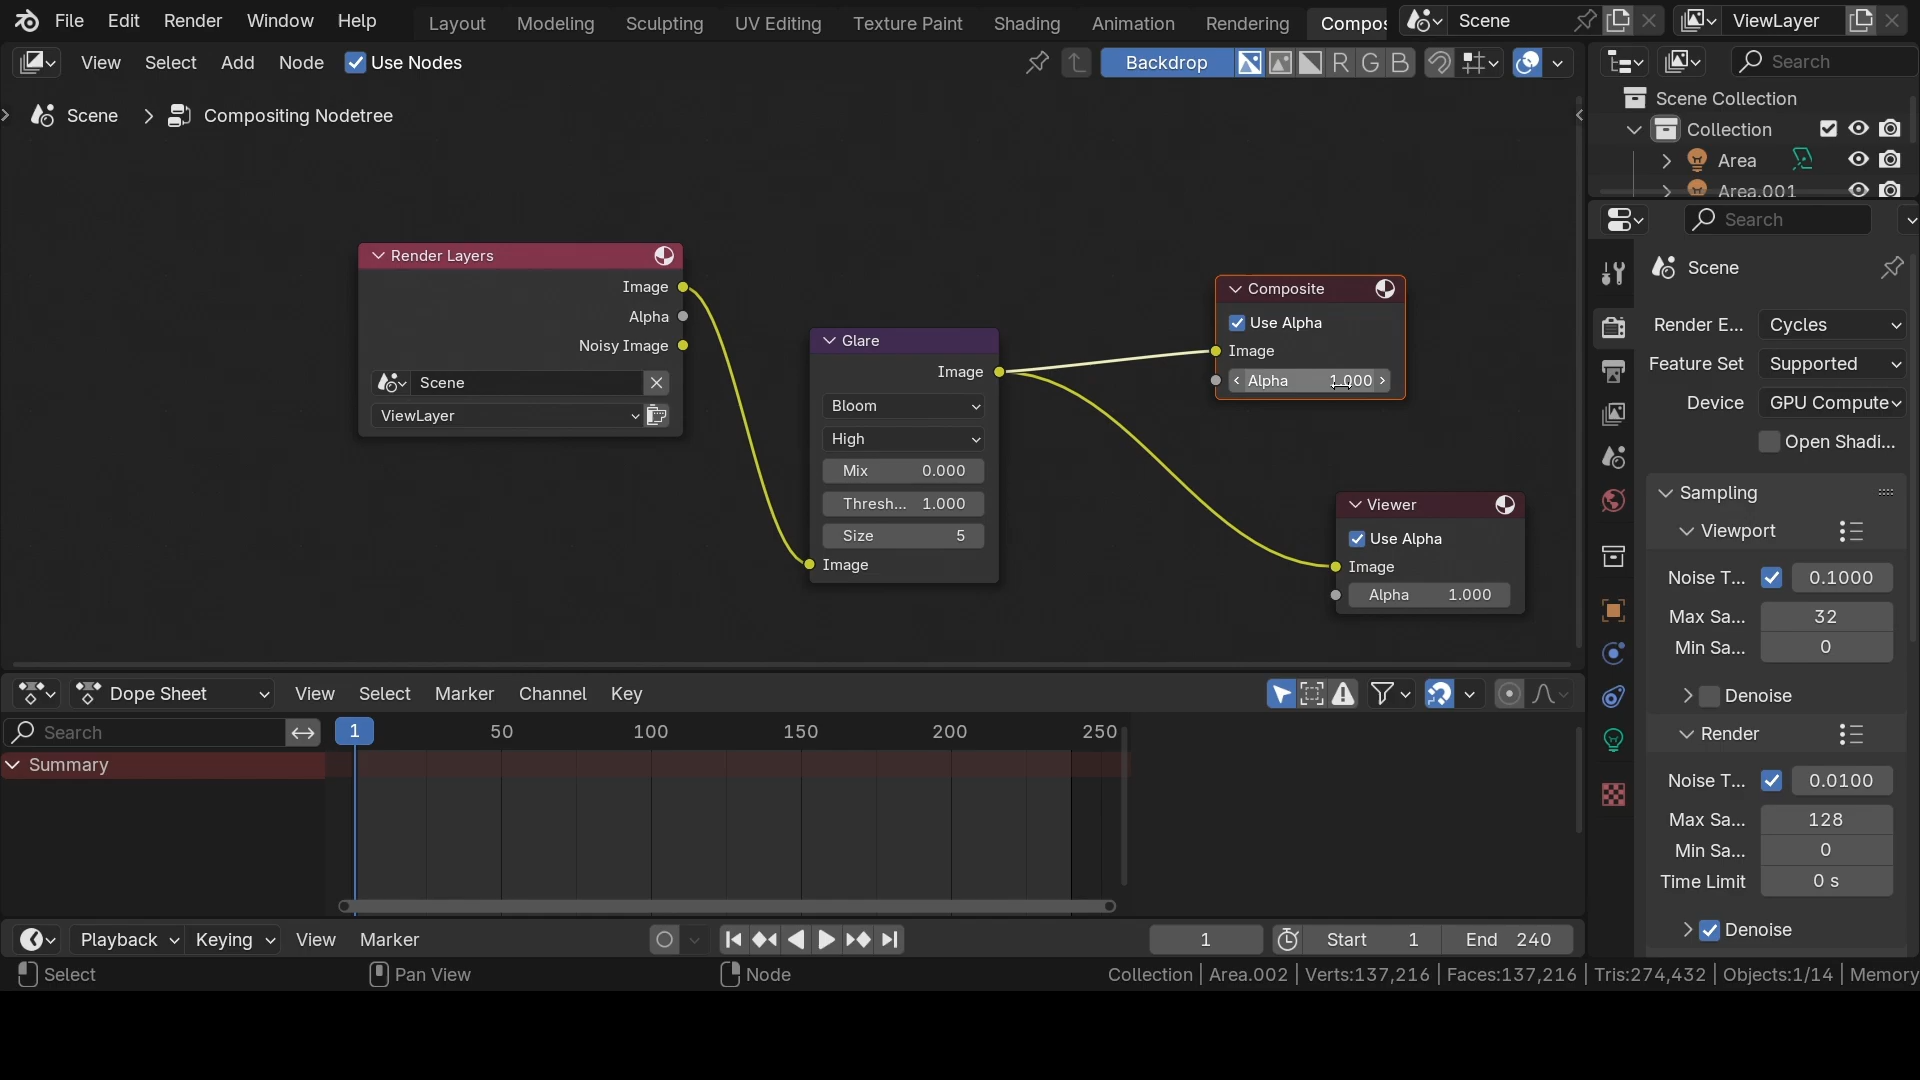 File Edit Render Window Help Layout Modeling Sculpting UV Editing Texture Paint Shading Animation Rendering Compos Scene ViewLayer
View Select Add Node Use Nodes Backdrop R G B Search
Scene > Compositing Nodetree
Scene Collection
Collection
Area
Area.001
Search
Render Layers
Image
Alpha
Noisy Image
Scene
ViewLayer
Glare
Image
Bloom
High
Mix 0.000
Thresh... 1.000
Size 5
Image
Composite
Use Alpha
Image
Alpha 1.000
Viewer
Use Alpha
Image
Alpha 1.000
Scene
Render E... Cycles
Feature Set Supported
Device GPU Compute
Open Shadi...
Sampling
Viewport
Noise T... 0.1000
Max Sa... 32
Min Sa... 0
Denoise
Render
Noise T... 0.0100
Max Sa... 128
Min Sa... 0
Time Limit 0 s
Denoise
Dope Sheet View Select Marker Channel Key
Search 1 50 100 150 200 250
Summary
Playback Keying View Marker 1 Start 1 End 240
Select Pan View Node Collection | Area.002 | Verts:137,216 | Faces:137,216 | Tris:274,432 | Objects:1/14 | Memory